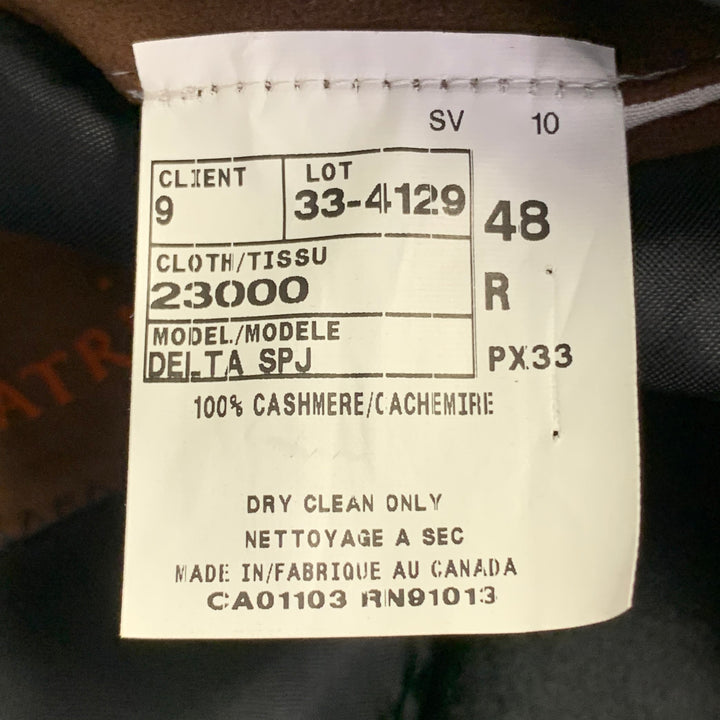 SV 10
CLIENT LOT
9 33-4129 48
CLOTH/TISSU
23000 R
MODEL/MODELE
DELTA SPJ PX33
100% CASHMERE/CACHEMIRE
DRY CLEAN ONLY
NETTOYAGE A SEC
MADE IN/FABRIQUE AU CANADA
CA01103 RN91013